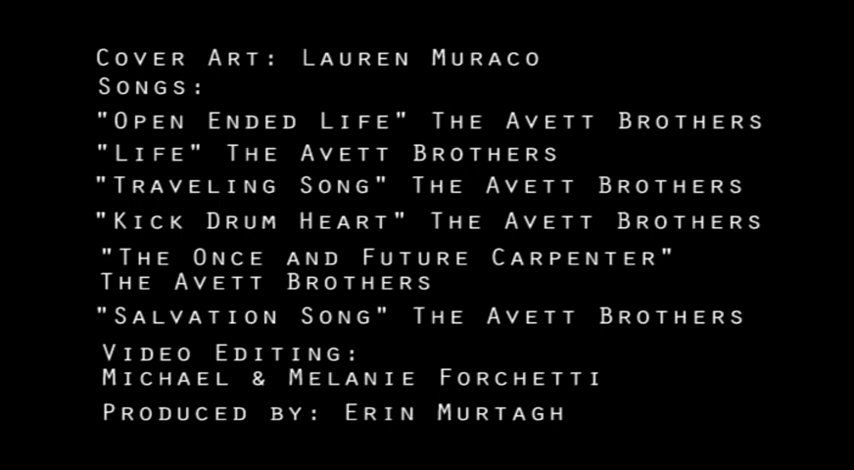 Cover Art: Lauren Muraco
Songs:
"Open Ended Life" The Avett Brothers
"Life" The Avett Brothers
"Traveling Song" The Avett Brothers
"Kick Drum Heart" The Avett Brothers
"The Once and Future Carpenter"
The Avett Brothers
"Salvation Song" The Avett Brothers
Video Editing:
Michael & Melanie Forchetti
Produced by: Erin Murtagh